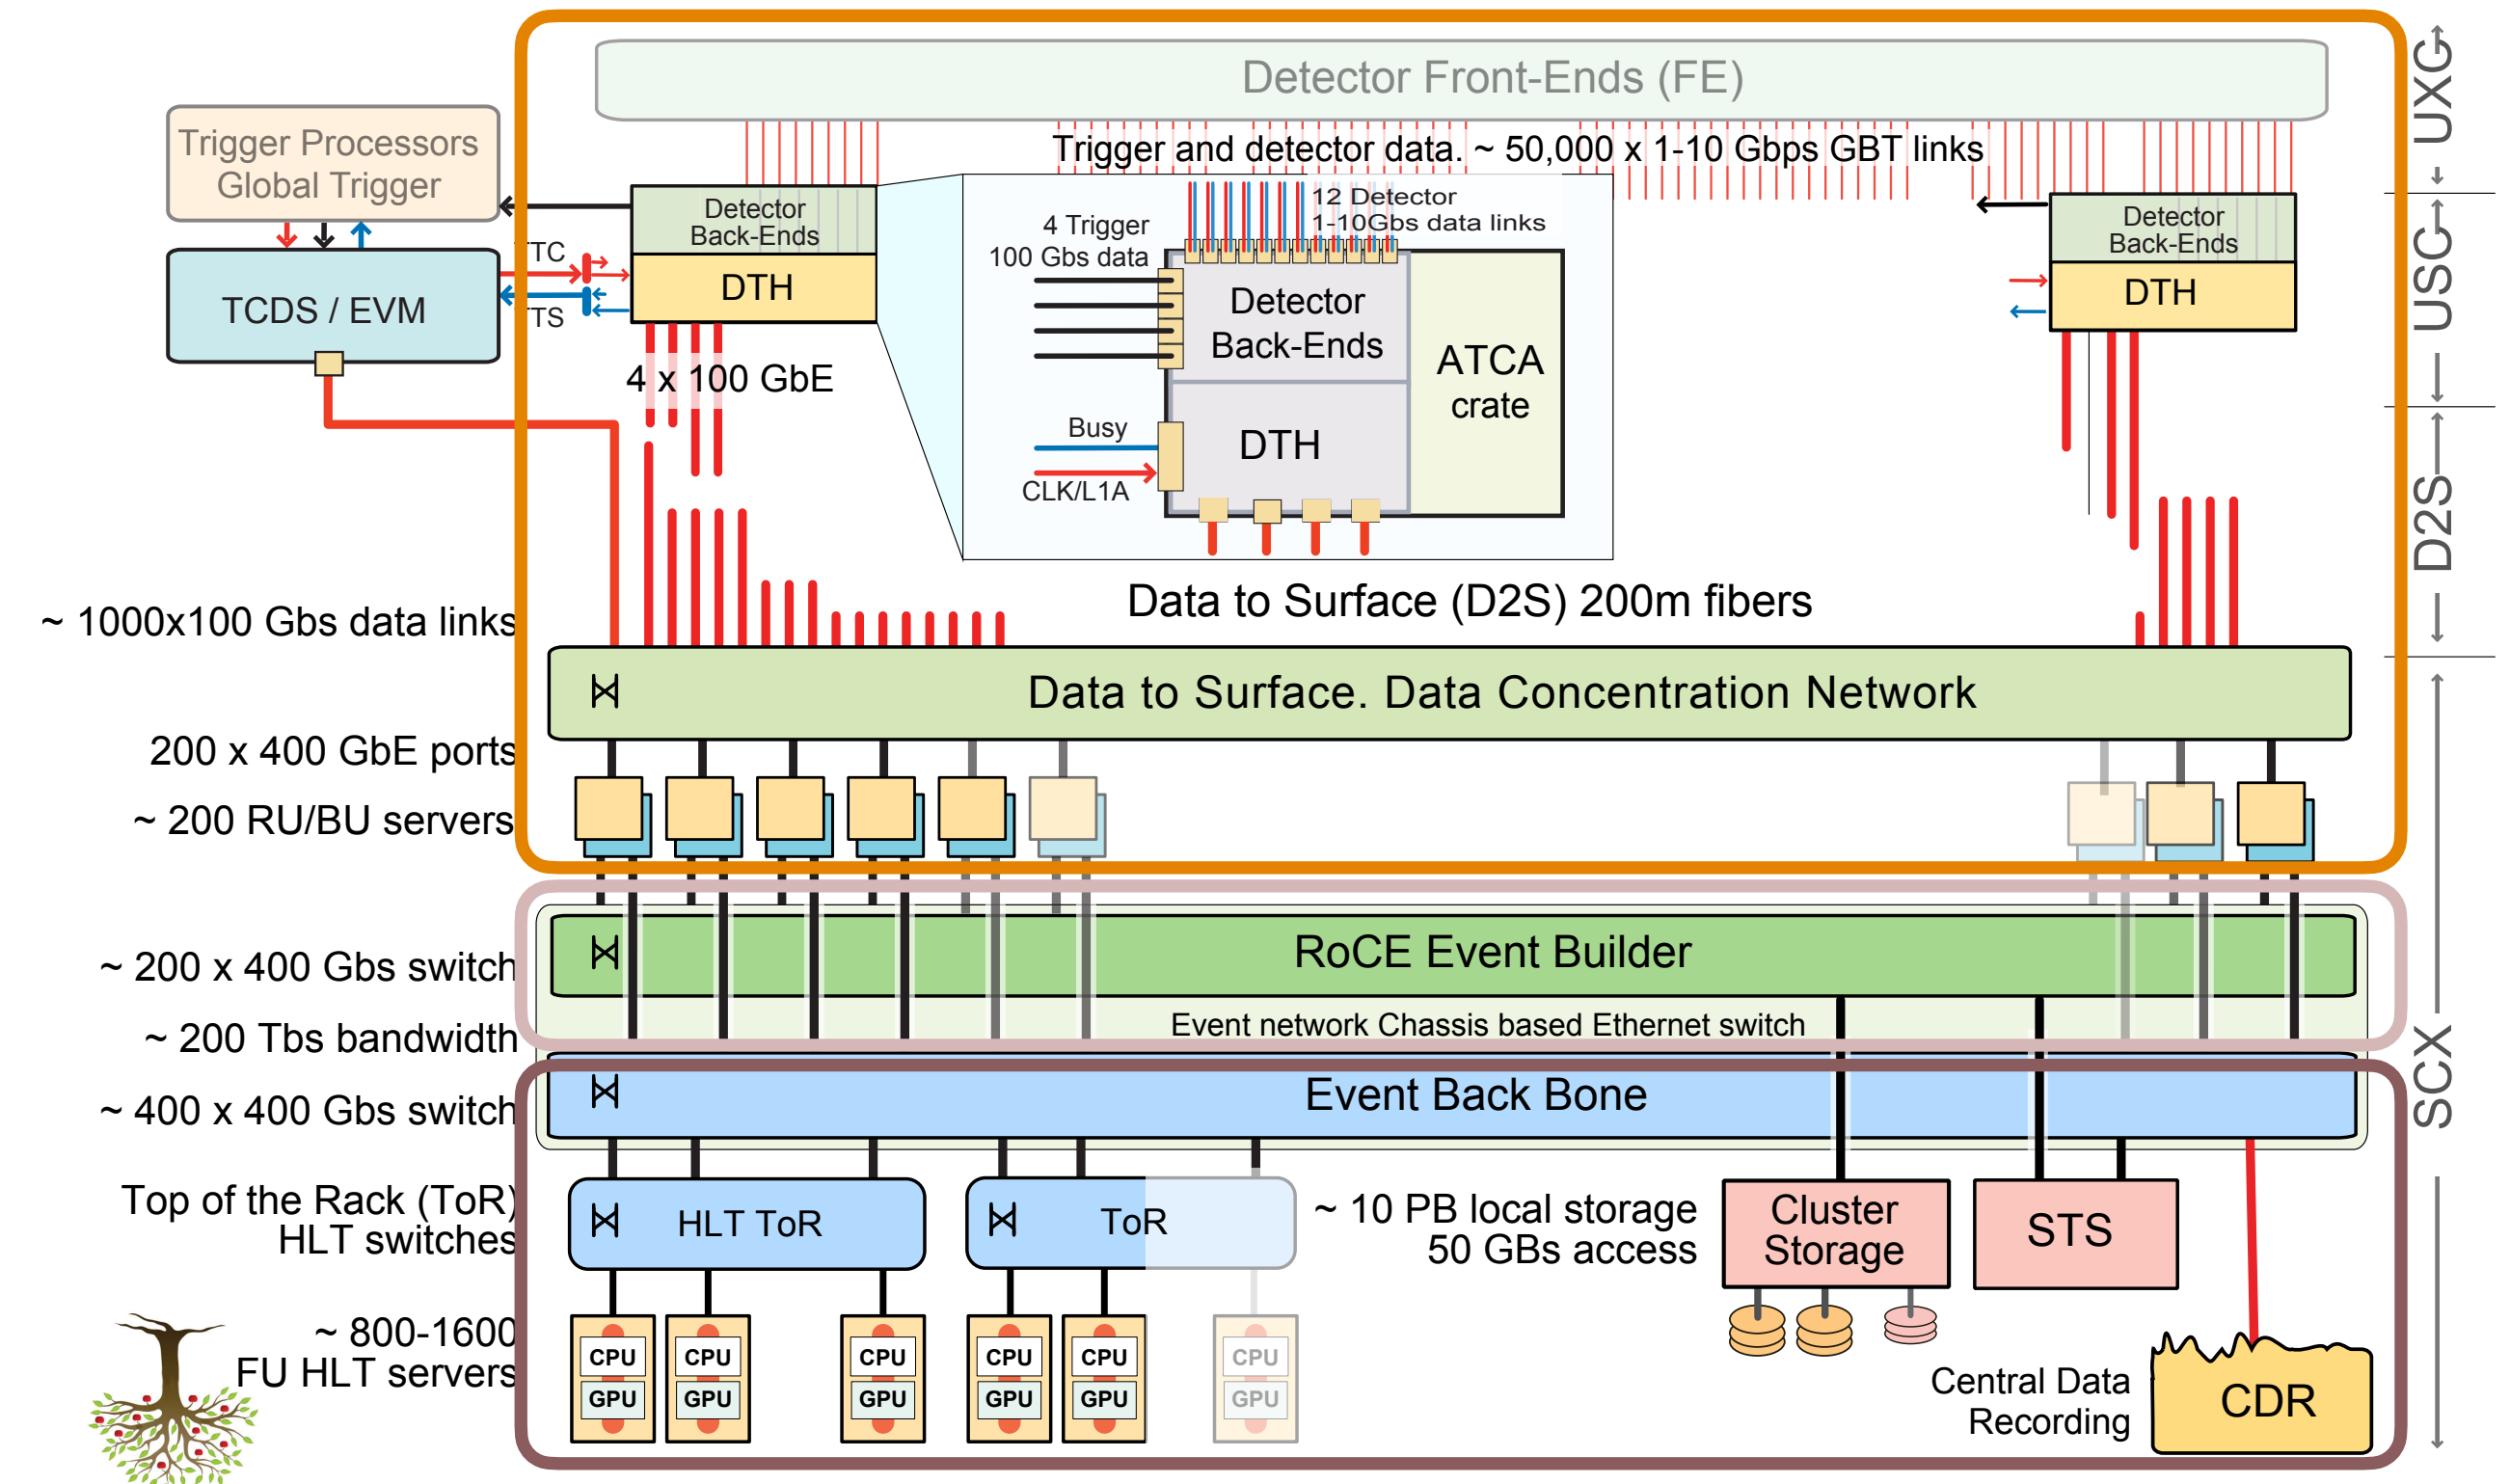 Detector Front-Ends (FE)
UXG
Trigger Processors
Global Trigger
Trigger and detector data. ~ 50,000 x 1-10 Gbps GBT links
Detector
Back-Ends
DTH
TTC
TTS
TCDS / EVM
4 x 100 GbE
12 Detector
1-10Gbs data links
4 Trigger
100 Gbs data
Detector
Back-Ends
ATCA
crate
Busy
DTH
CLK/L1A
Detector
Back-Ends
DTH
USC
D2S
~ 1000x100 Gbs data links
Data to Surface (D2S) 200m fibers
Data to Surface. Data Concentration Network
200 x 400 GbE ports
~ 200 RU/BU servers
~ 200 x 400 Gbs switch
RoCE Event Builder
~ 200 Tbs bandwidth
Event network Chassis based Ethernet switch
~ 400 x 400 Gbs switch
Event Back Bone
SCX
Top of the Rack (ToR)
HLT switches
HLT ToR
ToR
~ 10 PB local storage
50 GBs access
Cluster
Storage
STS
~ 800-1600
FU HLT servers
CPU
GPU
CPU
GPU
CPU
GPU
CPU
GPU
CPU
GPU
CPU
GPU
Central Data
Recording
CDR